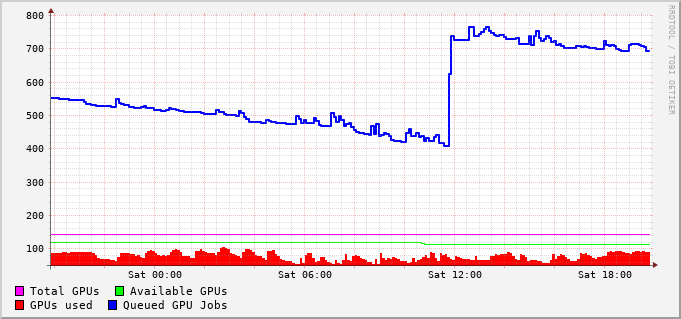 800
700
600
500
400
300
200
100
Sat 00:00 Sat 06:00 Sat 12:00 Sat 18:00
Total GPUs Available GPUs
GPUs used Queued GPU Jobs
RRDTOOL / TOBI OETIKER